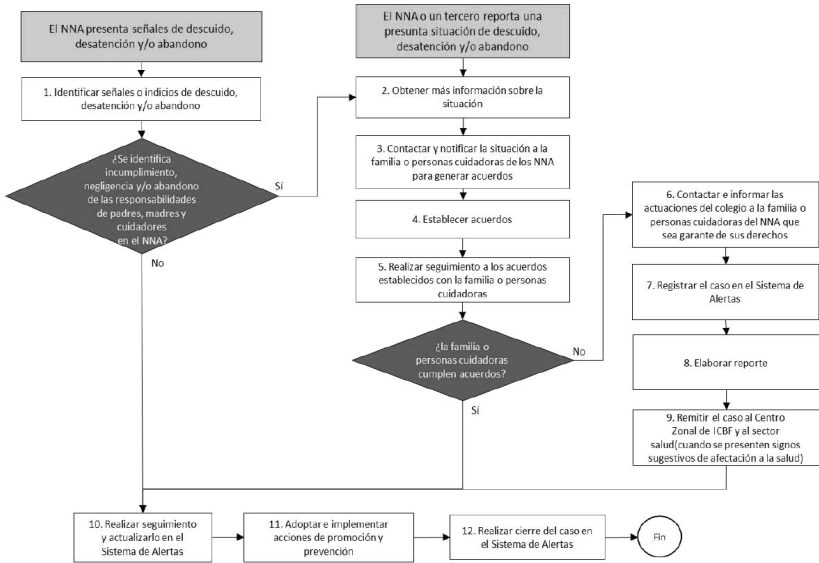 El NNA presenta señales de descuido,
desatención y/o abandono
El NNA o un tercero reporta una
presunta situación de descuido,
desatención y/o abandono
1. Identificar señales o indicios de descuido,
desatención y/o abandono
2. Obtener más información sobre la
situación
¿Se identifica
incumplimiento,
negligencia y/o abandono
de las responsabilidades
de padres, madres y
cuidadores
en el NNA?
Sí
No
3. Contactar y notificar la situación a la
familia o personas cuidadoras de los NNA
para generar acuerdos
4. Establecer acuerdos
5. Realizar seguimiento a los acuerdos
establecidos con la familia o personas
cuidadoras
¿la familia o
personas cuidadoras
cumplen acuerdos?
No
Sí
6. Contactar e informar las
actuaciones del colegio a la familia o
personas cuidadoras del NNA que
sea garante de sus derechos
7. Registrar el caso en el Sistema de
Alertas
8. Elaborar reporte
9. Remitir el caso al Centro
Zonal de ICBF y al sector
salud(cuando se presenten signos
sugestivos de afectación a la salud)
10. Realizar seguimiento
y actualizarlo en el
Sistema de Alertas
11. Adoptar e implementar
acciones de promoción y
prevención
12. Realizar cierre del caso en
el Sistema de Alertas
Fin